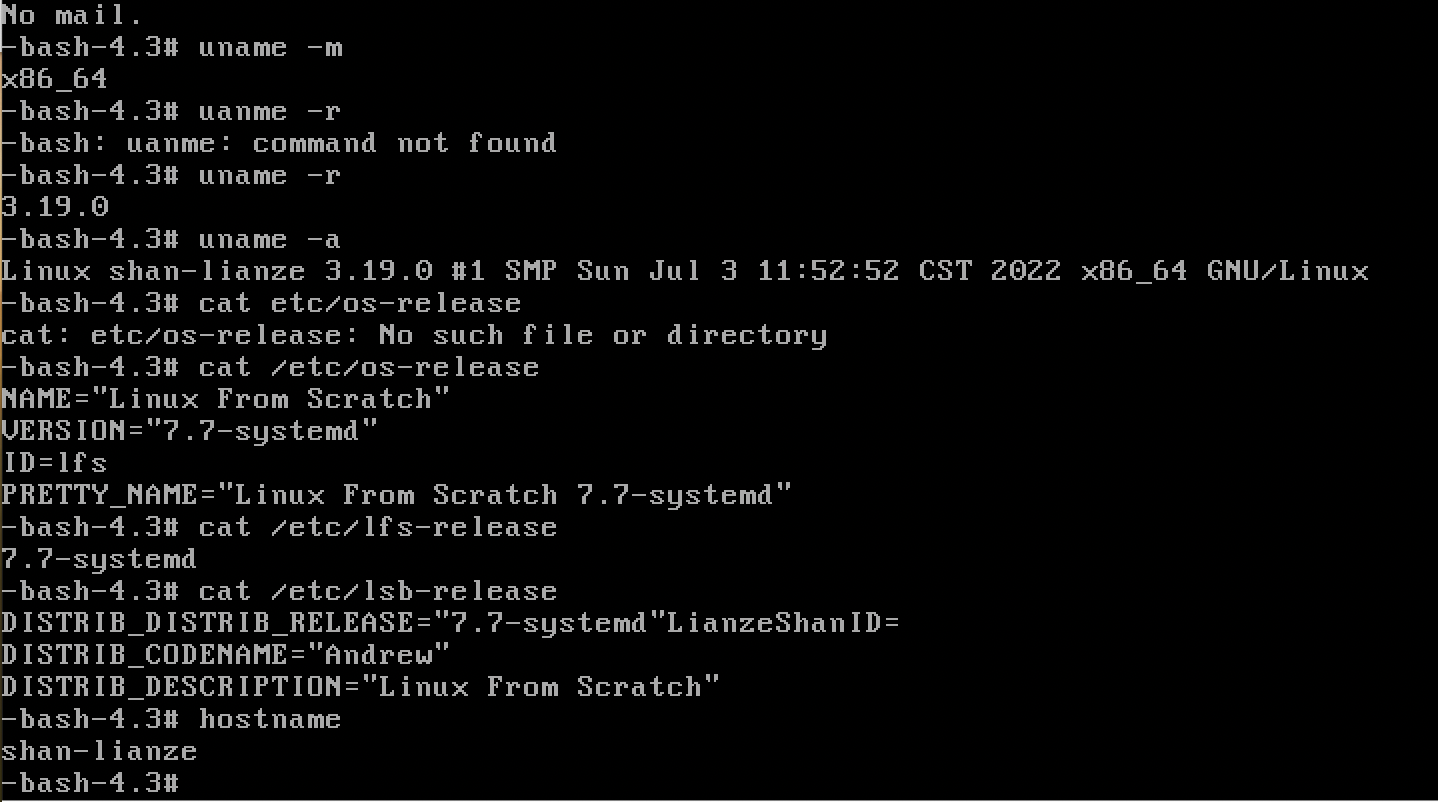 No mail.
-bash-4.3# uname -m
x86_64
-bash-4.3# uanme -r
-bash: uanme: command not found
-bash-4.3# uname -r
3.19.0
-bash-4.3# uname -a
Linux shan-lianze 3.19.0 #1 SMP Sun Jul 3 11:52:52 CST 2022 x86_64 GNU/Linux
-bash-4.3# cat etc/os-release
cat: etc/os-release: No such file or directory
-bash-4.3# cat /etc/os-release
NAME="Linux From Scratch"
VERSION="7.7-systemd"
ID=lfs
PRETTY_NAME="Linux From Scratch 7.7-systemd"
-bash-4.3# cat /etc/lfs-release
7.7-systemd
-bash-4.3# cat /etc/lsb-release
DISTRIB_DISTRIB_RELEASE="7.7-systemd"LianzeShanID=
DISTRIB_CODENAME="Andrew"
DISTRIB_DESCRIPTION="Linux From Scratch"
-bash-4.3# hostname
shan-lianze
-bash-4.3#